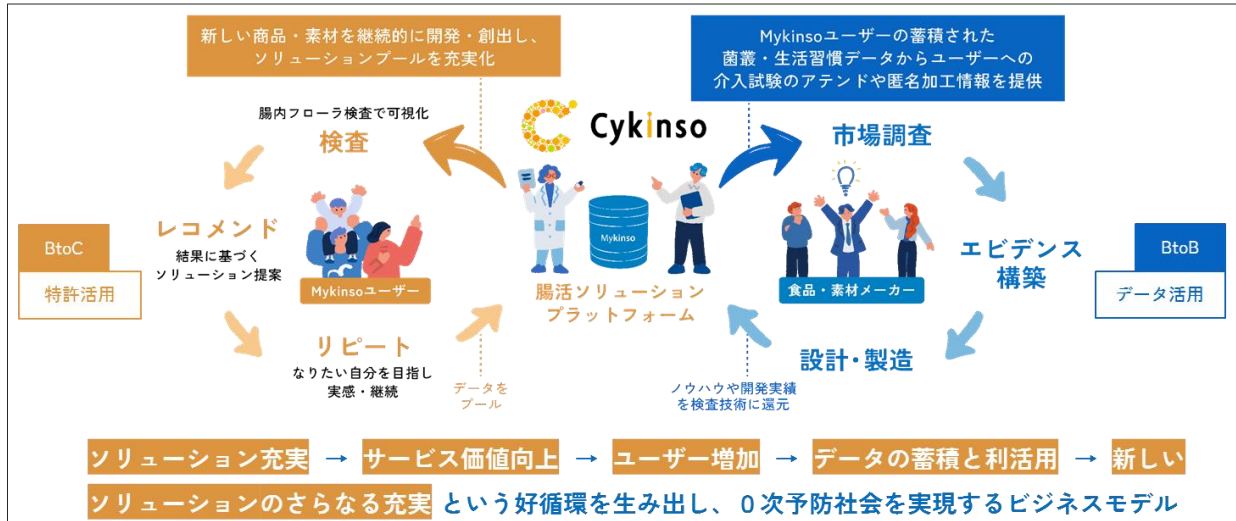 新しい商品・素材を継続的に開発・創出し、
ソリューションプールを充実化
Mykinsoユーザーの蓄積された
菌叢・生活習慣データからユーザーへの
介入試験のアテンドや匿名加工情報を提供
腸内フローラ検査で可視化
検査
Cykinso
市場調査
レコメンド
結果に基づく
ソリューション提案
BtoC
特許活用
Mykinsoユーザー
Mykinso
腸活ソリューション
プラットフォーム
食品・素材メーカー
エビデンス
構築
BtoB
データ活用
リピート
なりたい自分を目指し
実感・継続
データを
プール
設計・製造
ノウハウや開発実績
を検査技術に還元
ソリューション充実 → サービス価値向上 → ユーザー増加 → データの蓄積と利活用 → 新しい
ソリューションのさらなる充実 という好循環を生み出し、０次予防社会を実現するビジネスモデル